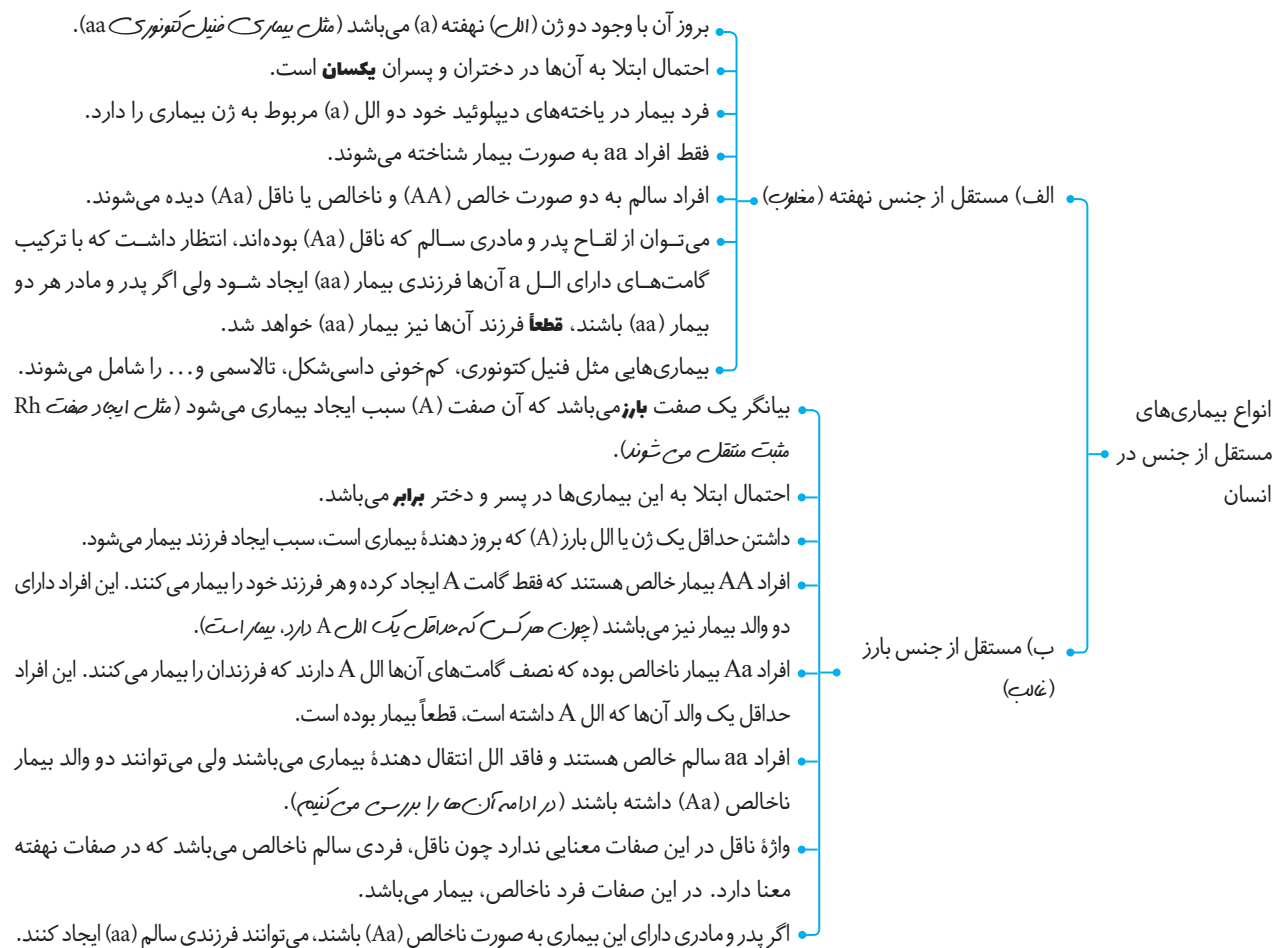 انواع بیماری‌های
مستقل از جنس در
انسان
الف) مستقل از جنس نهفته (مغلوب)
بروز آن با وجود دو ژن (الل) نهفته (a) می‌باشد (مثل بیماری فنیل کتونوری aa).
احتمال ابتلا به آن‌ها در دختران و پسران یکسان است.
فرد بیمار در یاخته‌های دیپلوئید خود دو الل (a) مربوط به ژن بیماری را دارد.
فقط افراد aa به صورت بیمار شناخته می‌شوند.
افراد سالم به دو صورت خالص (AA) و ناخالص یا ناقل (Aa) دیده می‌شوند.
می‌تـوان از لقـاح پدر و مادری سـالم که ناقل (Aa) بوده‌اند، انتظار داشـت که با ترکیب
گامت‌هـای دارای الـل a آن‌ها فرزندی بیمار (aa) ایجاد شـود ولی اگر پدر و مادر هر دو
بیمار (aa) باشند، قطعاً فرزند آن‌ها نیز بیمار (aa) خواهد شد.
بیماری‌هایی مثل فنیل‌کتونوری، کم‌خونی داسی‌شکل، تالاسمی و... را شامل می‌شوند.
ب) مستقل از جنس بارز
(غالب)
بیانگر یک صفت بارز می‌باشد که آن صفت (A) سبب ایجاد بیماری می‌شود (مثل ایجاد صفت Rh
مثبت منتقل می شوند).
احتمال ابتلا به این بیماری‌ها در پسر و دختر برابر می‌باشد.
داشتن حداقل یک ژن یا الل بارز (A) که بروز دهندهٔ بیماری است، سبب ایجاد فرزند بیمار می‌شود.
افراد AA بیمار خالص هستند که فقط گامت A ایجاد کرده و هر فرزند خود را بیمار می‌کنند. این افراد دارای
دو والد بیمار نیز می‌باشند (چون هر کس که حداقل یک الل A دارد، بیمار است).
افراد Aa بیمار ناخالص بوده که نصف گامت‌های آن‌ها الل A دارند که فرزندان را بیمار می‌کنند. این افراد
حداقل یک والد آن‌ها که الل A داشته است، قطعاً بیمار بوده است.
افراد aa سالم خالص هستند و فاقد الل انتقال دهندهٔ بیماری می‌باشند ولی می‌توانند دو والد بیمار
ناخالص (Aa) داشته باشند (در ادامه آن ها را بررسی می کنیم).
واژهٔ ناقل در این صفات معنایی ندارد چون ناقل، فردی سالم ناخالص می‌باشد که در صفات نهفته
معنا دارد. در این صفات فرد ناخالص، بیمار می‌باشد.
اگر پدر و مادری دارای این بیماری به صورت ناخالص (Aa) باشند، می‌توانند فرزندی سالم (aa) ایجاد کنند.